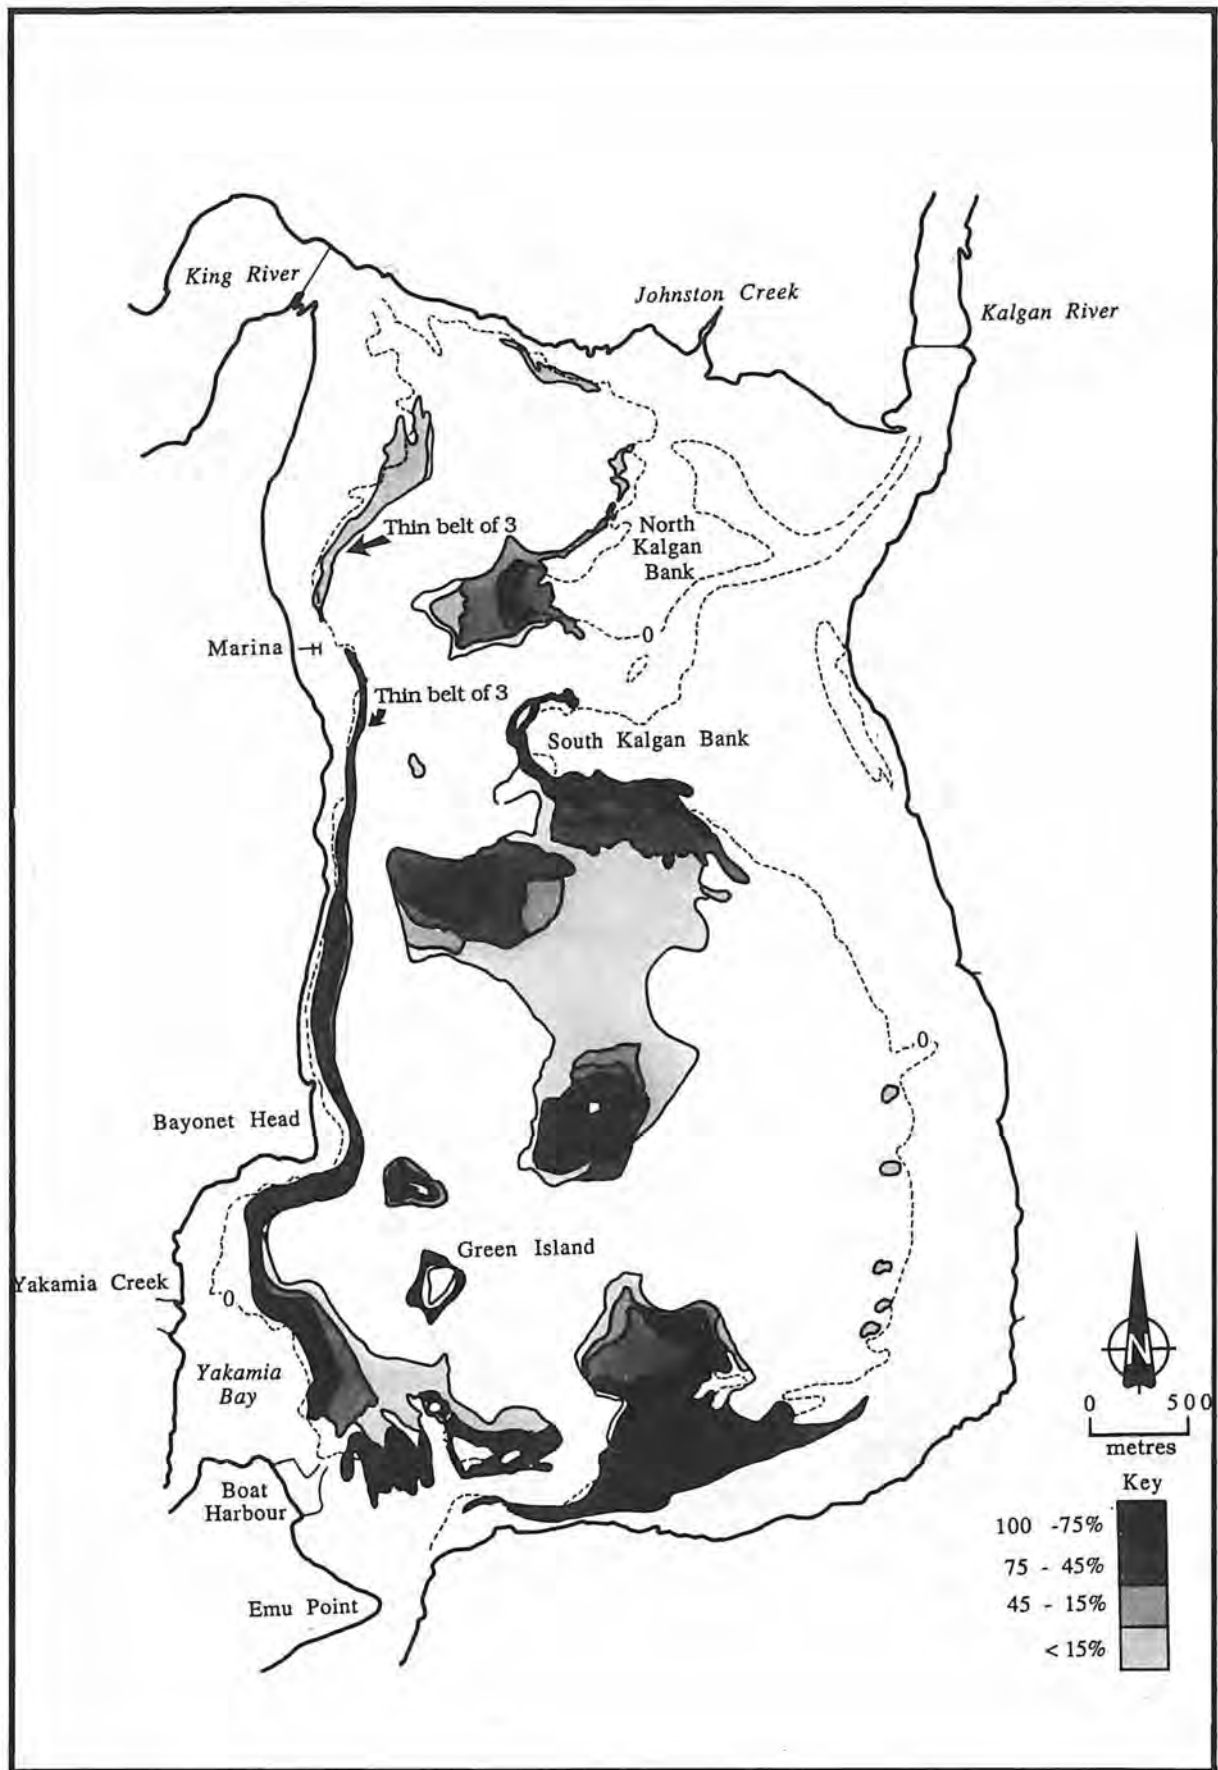 King River
Johnston Creek
Kalgan River
Thin belt of 3
North
Kalgan
Bank
0
Marina
Thin belt of 3
South Kalgan Bank
0
Bayonet Head
Green Island
Yakamia Creek
0
Yakamia
Bay
N
0 500
metres
Boat
Harbour
Key
100 -75%
75 - 45%
45 - 15%
< 15%
Emu Point